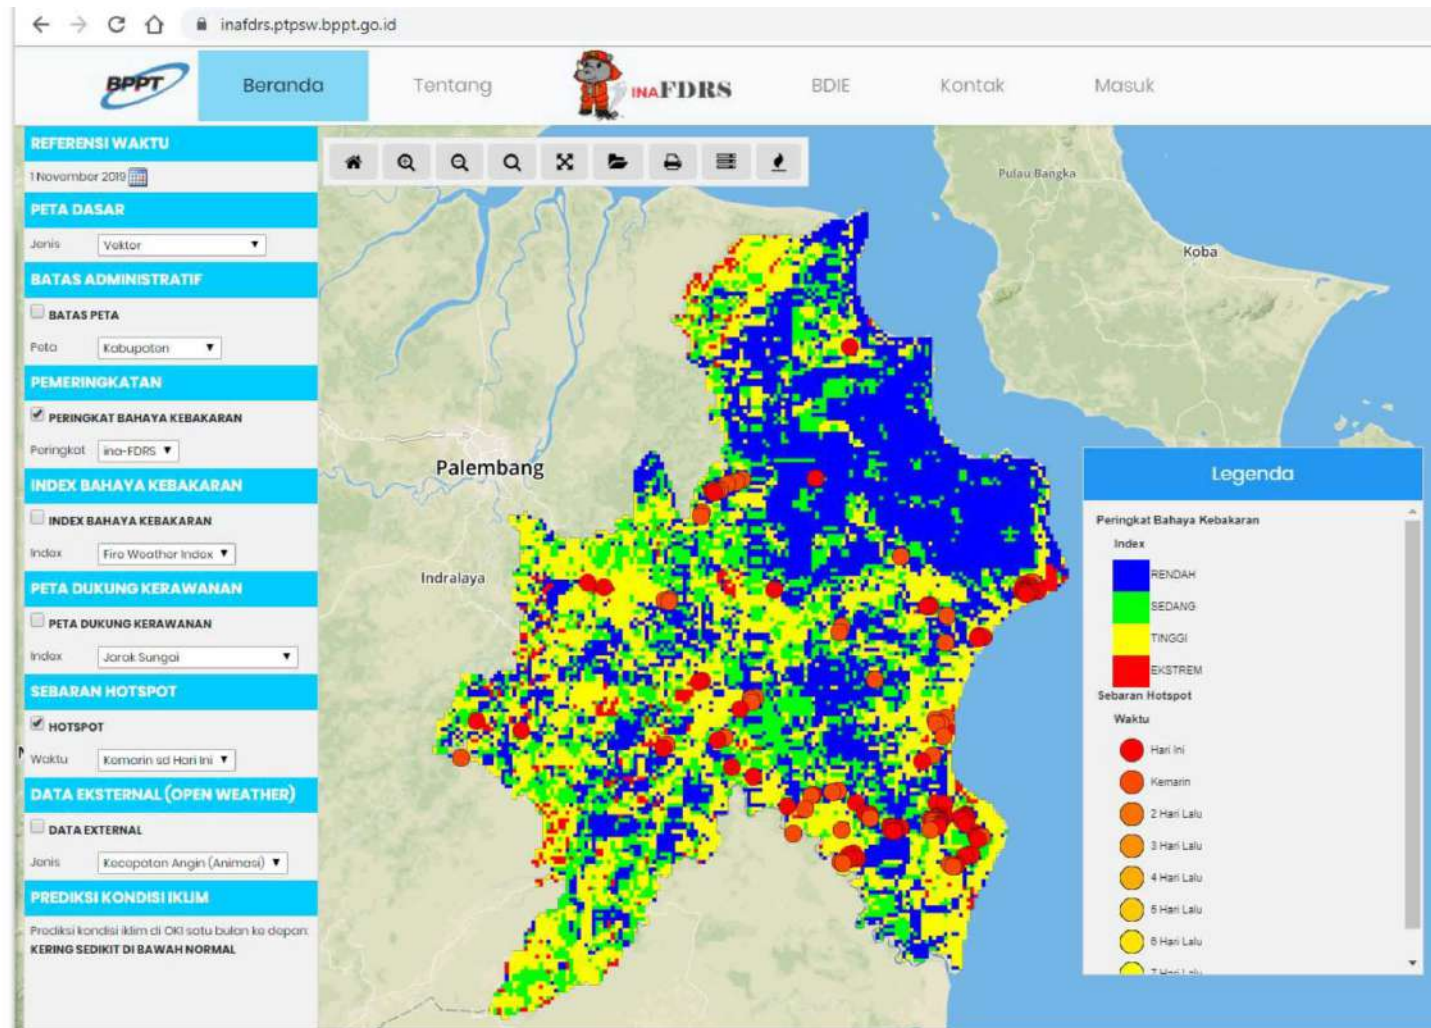 inafdrs.ptpsw.bppt.go.id
BPPT
Beranda
Tentang
INAFDRS
BDIE
Kontak
Masuk
REFERENSI WAKTU
1 November 2019
PETA DASAR
Jenis
Vektor
BATAS ADMINISTRATIF
BATAS PETA
Peta
Kabupaten
PEMERINGKATAN
PERINGKAT BAHAYA KEBAKARAN
Peringkat
ina-FDRS
INDEX BAHAYA KEBAKARAN
INDEX BAHAYA KEBAKARAN
Index
Fire Weather Index
PETA DUKUNG KERAWANAN
PETA DUKUNG KERAWANAN
Index
Jarak Sungai
SEBARAN HOTSPOT
HOTSPOT
Waktu
Kemarin sd Hari Ini
DATA EKSTERNAL (OPEN WEATHER)
DATA EXTERNAL
Jenis
Kecepatan Angin (Animasi)
PREDIKSI KONDISI IKLIM
Prediksi kondisi iklim di OKI satu bulan ke depan:
KERING SEDIKIT DI BAWAH NORMAL
Pulau Bangka
Koba
Palembang
Indralaya
Legenda
Peringkat Bahaya Kebakaran
Index
RENDAH
SEDANG
TINGGI
EKSTREM
Sebaran Hotspot
Waktu
Hari Ini
Kemarin
2 Hari Lalu
3 Hari Lalu
4 Hari Lalu
5 Hari Lalu
6 Hari Lalu
7 Hari Lalu